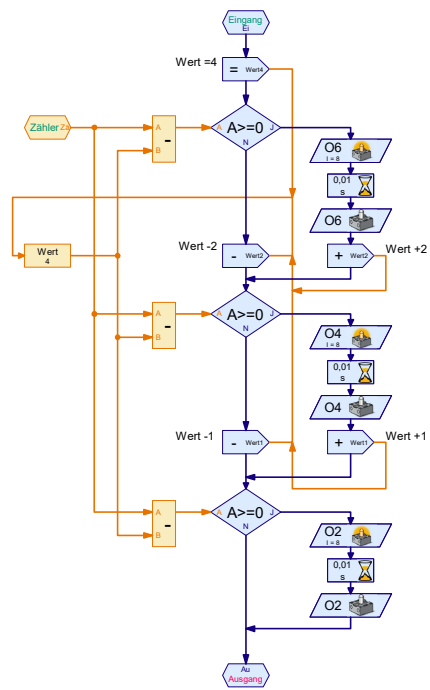 Eingang
Ei
Wert =4
= Wert4
Zähler Za
A
B
-
A A>=0 J
N
O6
I = 8
0,01
s
O6
Wert
4
Wert -2
- Wert2
+ Wert2
Wert +2
A
B
-
A A>=0 J
N
O4
I = 8
0,01
s
O4
Wert -1
- Wert1
+ Wert1
Wert +1
A
B
-
A A>=0 J
N
O2
I = 8
0,01
s
O2
Au
Ausgang